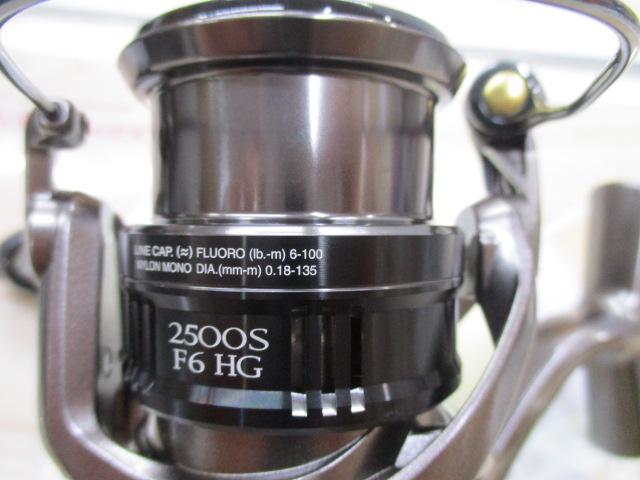 LINE CAP. (≈) FLUORO (lb.-m) 6-100
NYLON MONO DIA.(mm-m) 0.18-135
2500S
F6 HG